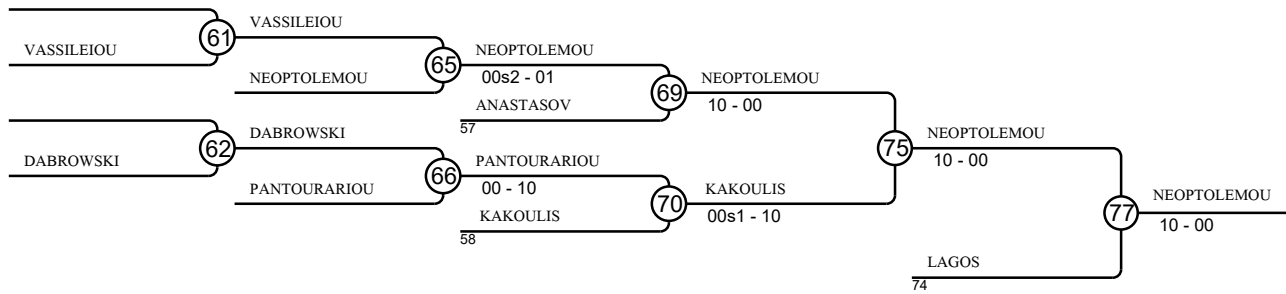 VASSILEIOU
61
VASSILEIOU
NEOPTOLEMOU
65
NEOPTOLEMOU
00s2 - 01
ANASTASOV
57
69
NEOPTOLEMOU
10 - 00
DABROWSKI
62
DABROWSKI
PANTOURARIOU
66
PANTOURARIOU
00 - 10
KAKOULIS
58
70
KAKOULIS
00s1 - 10
75
NEOPTOLEMOU
10 - 00
LAGOS
74
77
NEOPTOLEMOU
10 - 00